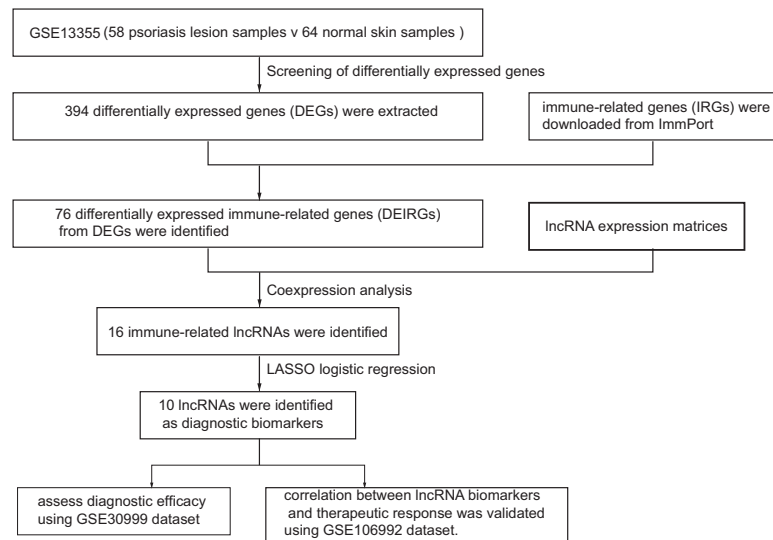 GSE13355 (58 psoriasis lesion samples v 64 normal skin samples )
Screening of differentially expressed genes
394 differentially expressed genes (DEGs) were extracted
immune-related genes (IRGs) were
downloaded from ImmPort
76 differentially expressed immune-related genes (DEIRGs)
from DEGs were identified
lncRNA expression matrices
Coexpression analysis
16 immune-related lncRNAs were identified
LASSO logistic regression
10 lncRNAs were identified
as diagnostic biomarkers
assess diagnostic efficacy
using GSE30999 dataset
correlation between lncRNA biomarkers
and therapeutic response was validated
using GSE106992 dataset.